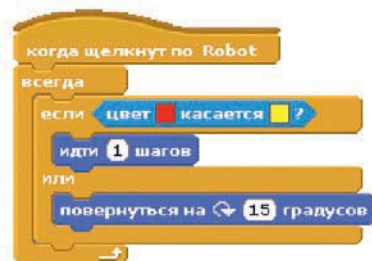 когда щелкнут по Robot
всегда
если цвет касается ?
идти 1 шагов
или
повернуться на 15 градусов